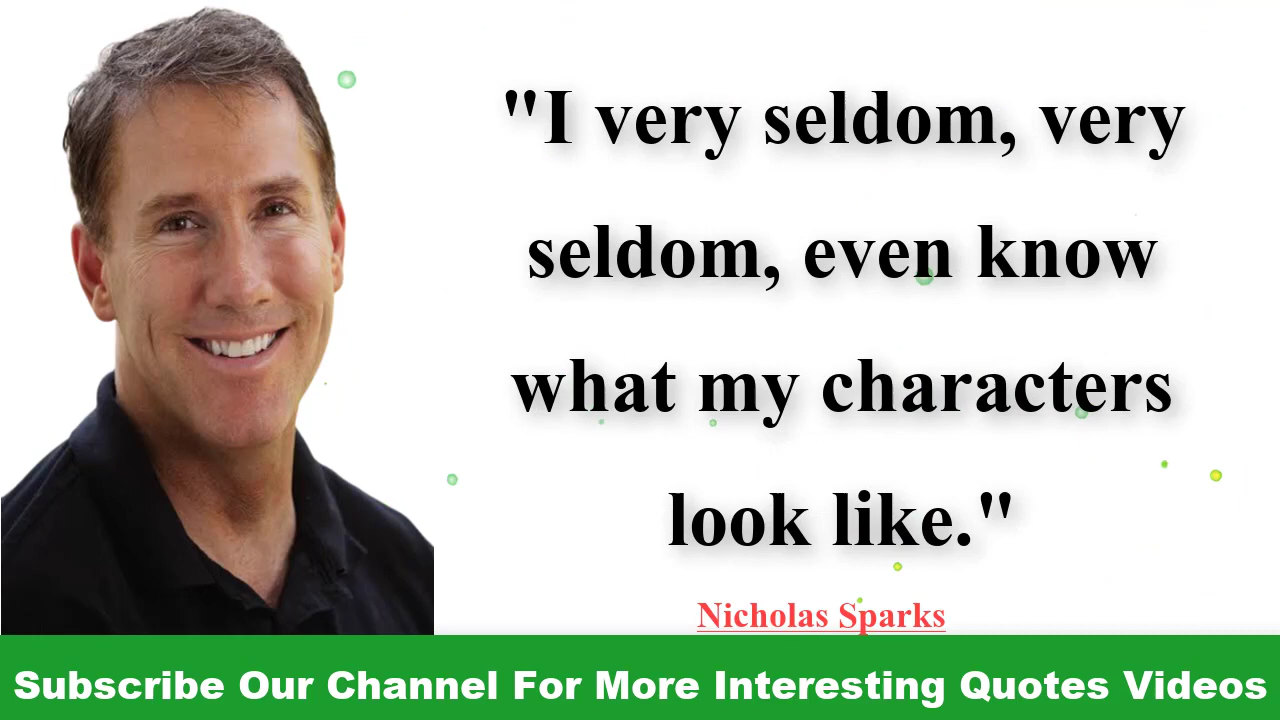 "I very seldom, very
seldom, even know
what my characters
look like."
Nicholas Sparks
Subscribe Our Channel For More Interesting Quotes Videos